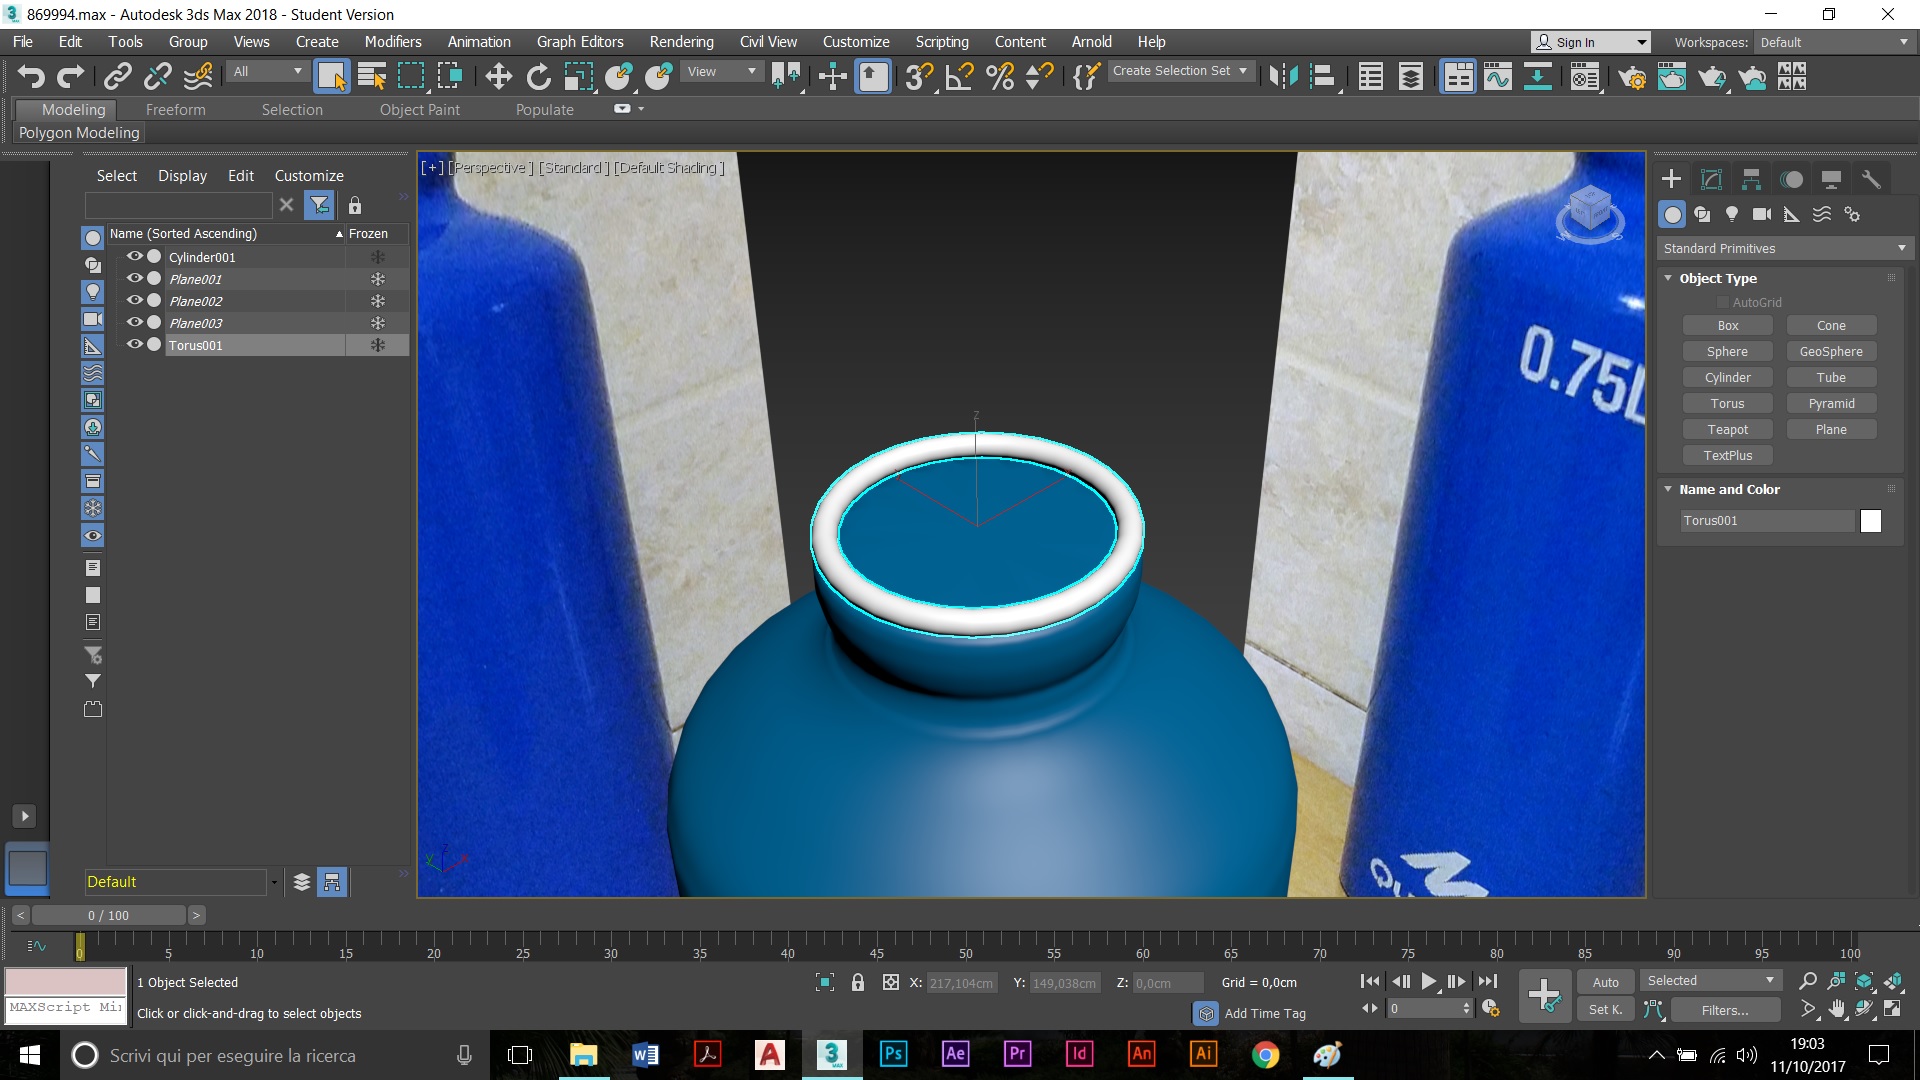 869994.max - Autodesk 3ds Max 2018 - Student Version
File Edit Tools Group Views Create Modifiers Animation Graph Editors Rendering Civil View Customize Scripting Content Arnold Help
Sign In
Workspaces: Default
All
View
Create Selection Set
Modeling Freeform Selection Object Paint Populate
Polygon Modeling
Select Display Edit Customize
Name (Sorted Ascending) Frozen
Cylinder001
Plane001
Plane002
Plane003
Torus001
Default
[+] [Perspective ] [Standard ] [Default Shading ]
Z
0.75L
Standard Primitives
Object Type
AutoGrid
Box Cone
Sphere GeoSphere
Cylinder Tube
Torus Pyramid
Teapot Plane
TextPlus
Name and Color
Torus001
< 0 / 100 >
0 5 10 15 20 25 30 35 40 45 50 55 60 65 70 75 80 85 90 95 100
1 Object Selected
X: 217,104cm Y: 149,038cm Z: 0,0cm Grid = 0,0cm
Auto Selected
MAXScript Mi
Click or click-and-drag to select objects
Add Time Tag
0
Set K. Filters...
Scrivi qui per eseguire la ricerca
Ps Ae Pr Id An Ai
19:03
11/10/2017